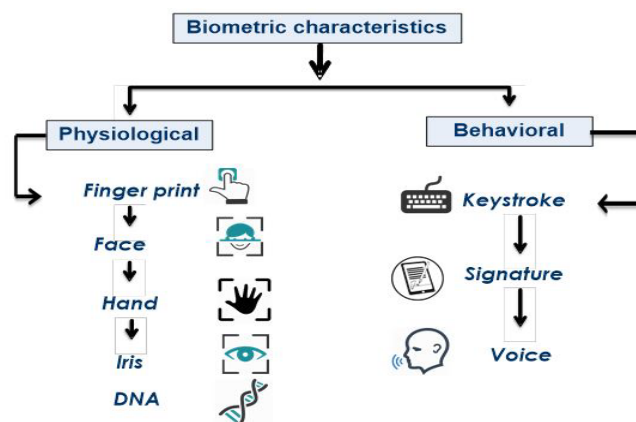 Biometric characteristics
Physiological
Behavioral
Finger print
Keystroke
Face
Signature
Hand
Iris
Voice
DNA